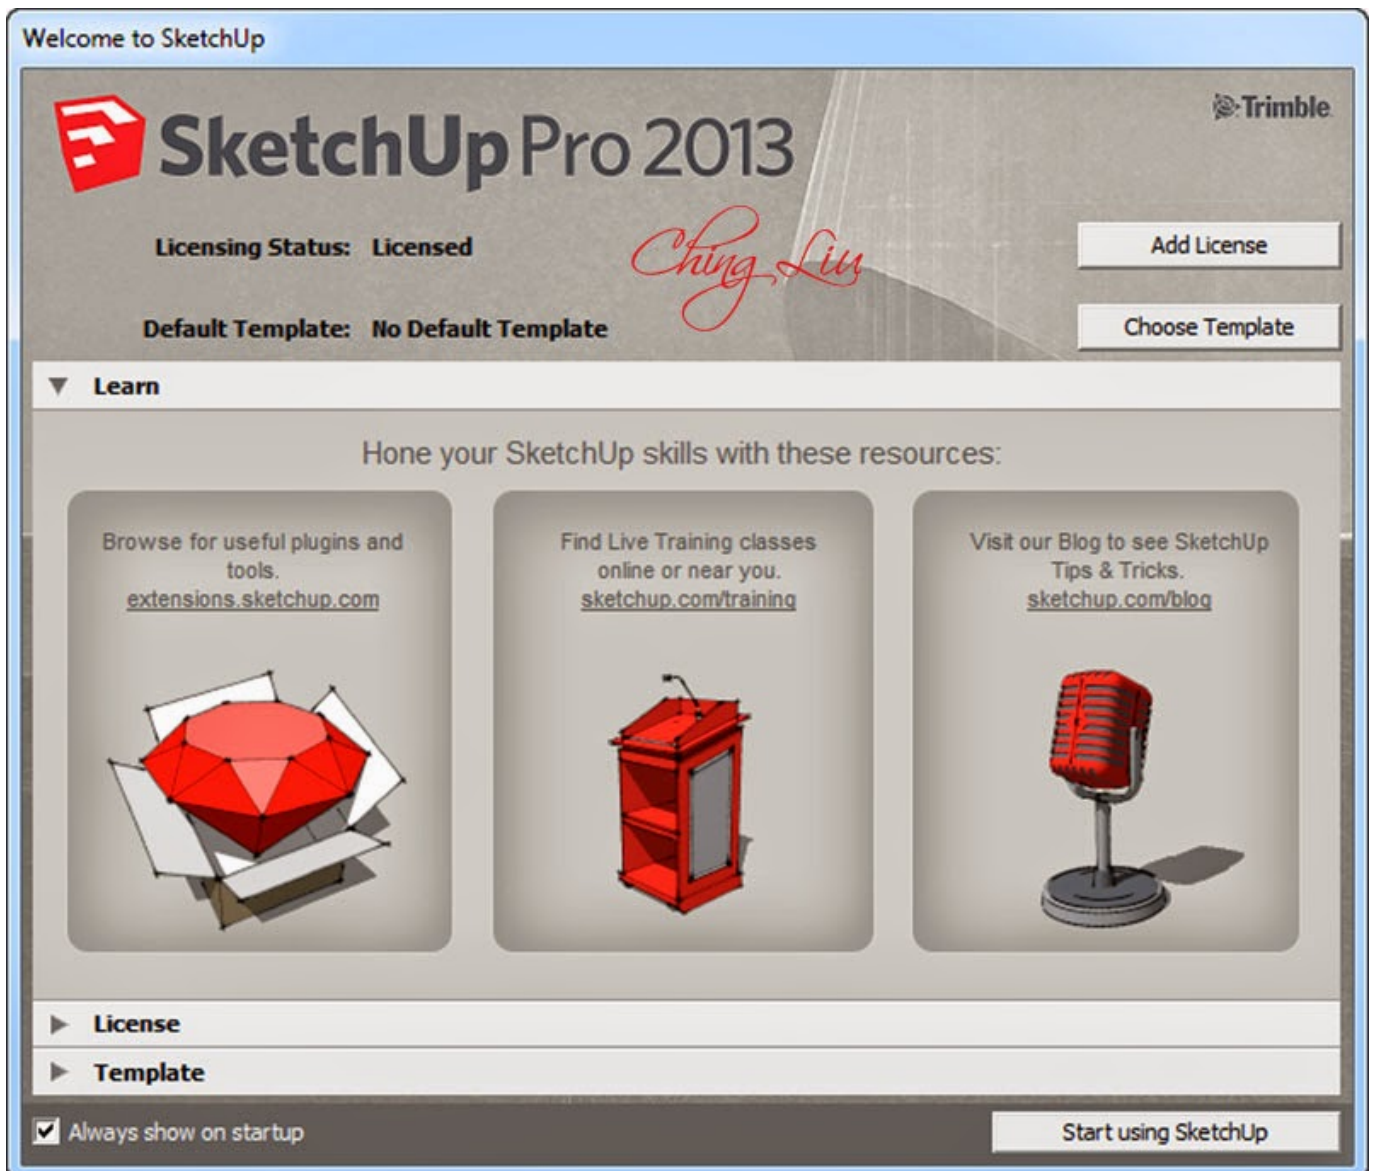 Welcome to SketchUp
SketchUp Pro 2013
Trimble
Licensing Status: Licensed
Ching Liu
Add License
Default Template: No Default Template
Choose Template
Learn
Hone your SketchUp skills with these resources:
Browse for useful plugins and
tools.
extensions.sketchup.com
Find Live Training classes
online or near you.
sketchup.com/training
Visit our Blog to see SketchUp
Tips & Tricks.
sketchup.com/blog
License
Template
Always show on startup
Start using SketchUp